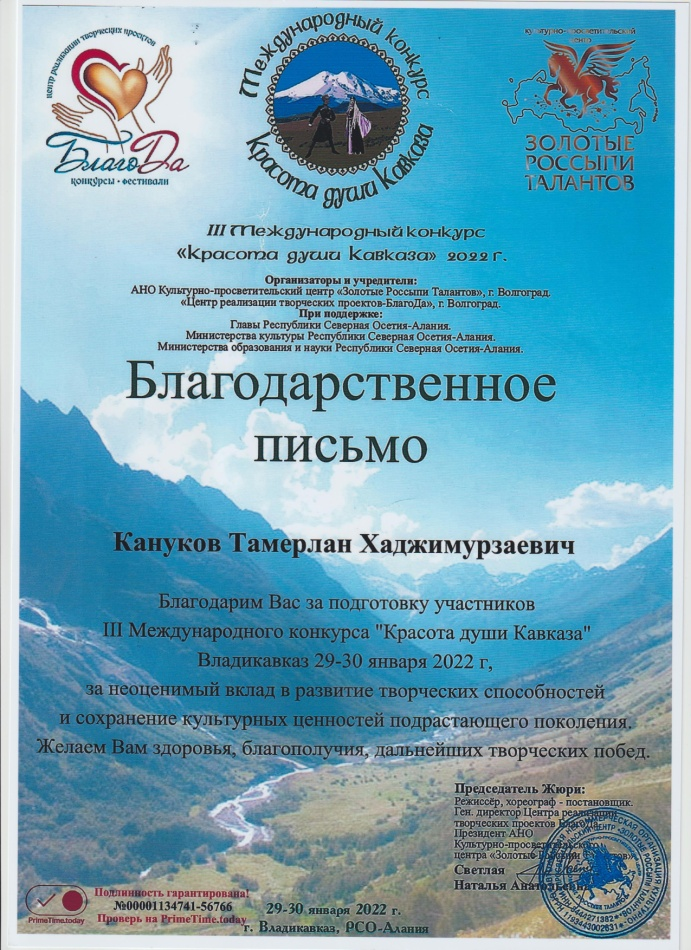 центр реализации творческих проектов
БлагоДа
конкурсы • фестивали
Международный конкурс
Красота души Кавказа
культурно-просветительский
центр
ЗОЛОТЫЕ
РОССЫПИ
ТАЛАНТОВ
III Международный конкурс
«Красота души Кавказа» 2022 г.
Организаторы и учредители:
АНО Культурно-просветительский центр «Золотые Россыпи Талантов», г. Волгоград.
«Центр реализации творческих проектов-БлагоДа», г. Волгоград.
При поддержке:
Главы Республики Северная Осетия-Алания.
Министерства культуры Республики Северная Осетия-Алания.
Министерства образования и науки Республики Северная Осетия-Алания.
Благодарственное
письмо
Кануков Тамерлан Хаджимурзаевич
Благодарим Вас за подготовку участников
III Международного конкурса "Красота души Кавказа"
Владикавказ 29-30 января 2022 г,
за неоценимый вклад в развитие творческих способностей
и сохранение культурных ценностей подрастающего поколения.
Желаем Вам здоровья, благополучия, дальнейших творческих побед.
Председатель Жюри:
Режиссёр, хореограф - постановщик.
Ген. директор Центра реализации
творческих проектов БлагоДа
Президент АНО
Культурно-просветительского
центра «Золотые Россыпи Талантов»
Светлая
Наталья Анатольевна
Подлинность гарантирована!
№00001134741-56766
Проверь на PrimeTime.today
PrimeTime.today
29-30 января 2022 г.
г. Владикавказ, РСО-Алания